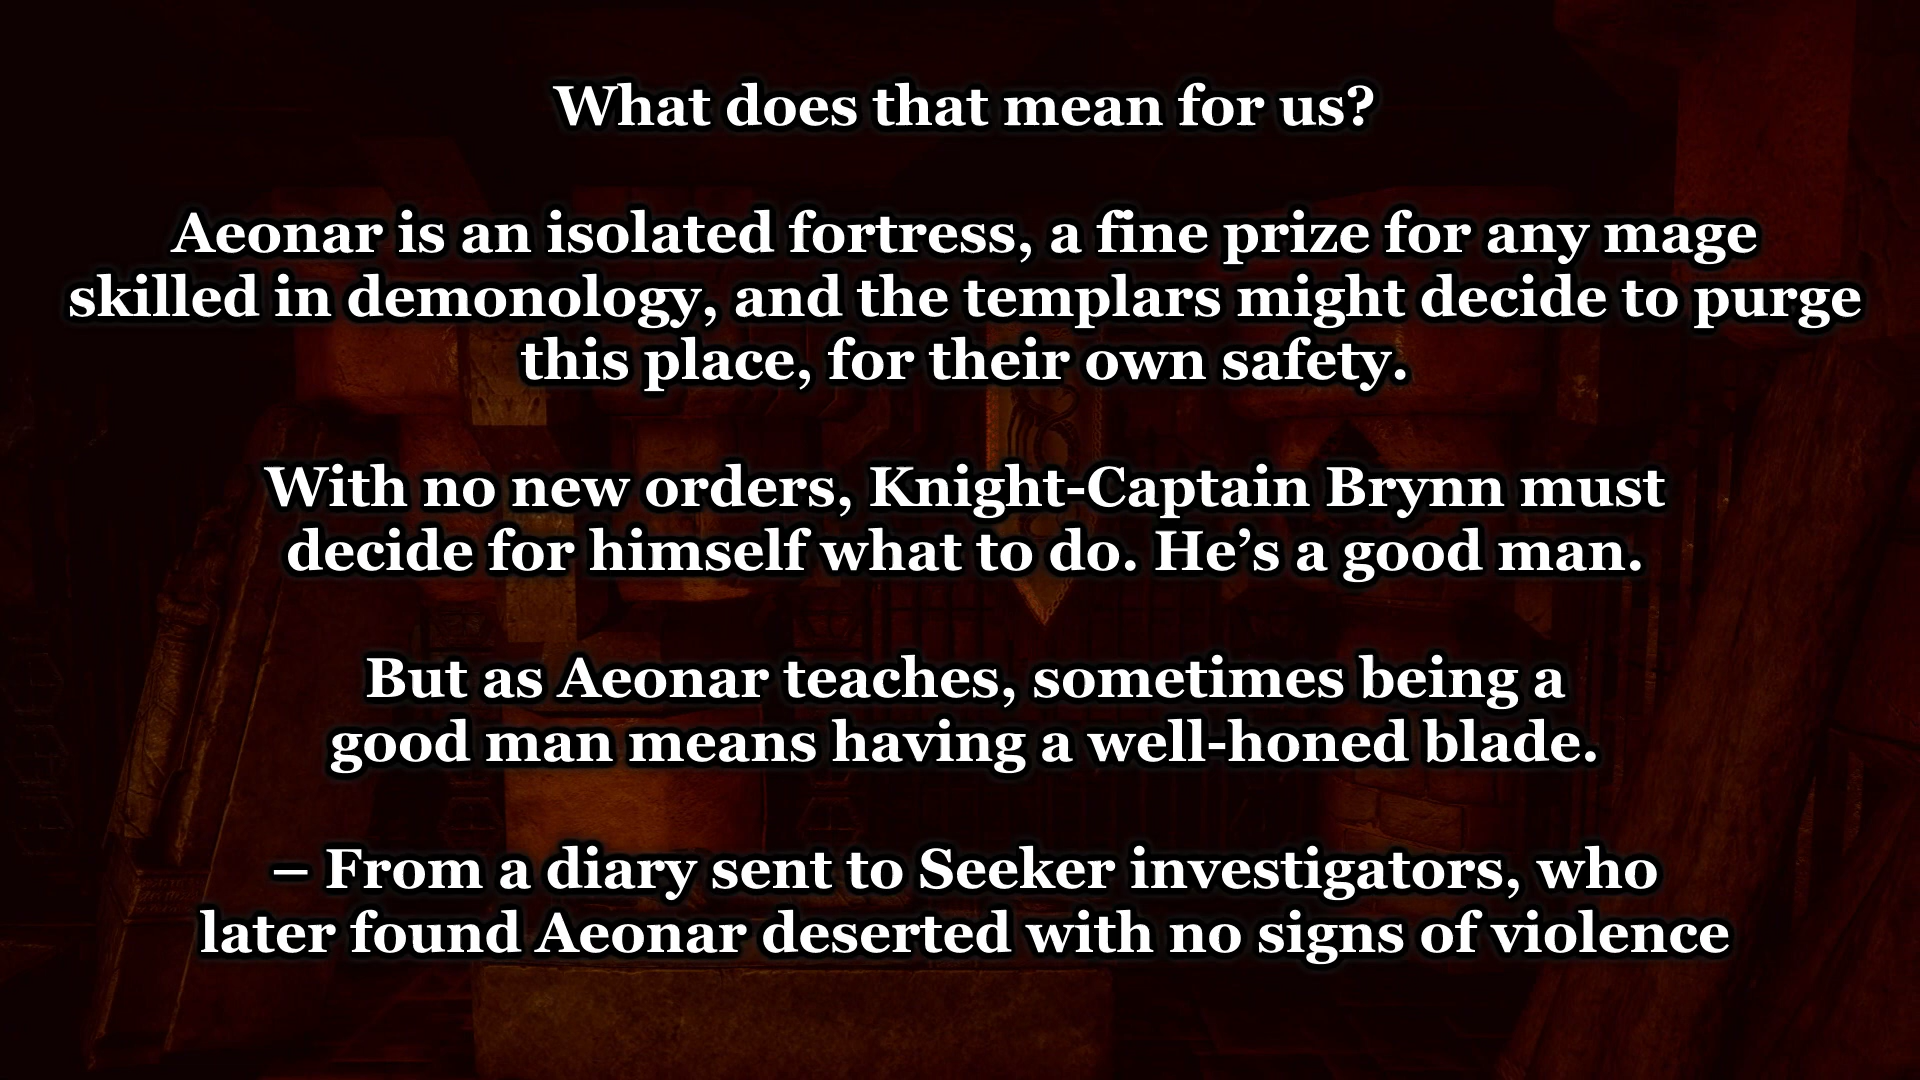 What does that mean for us?
Aeonar is an isolated fortress, a fine prize for any mage
skilled in demonology, and the templars might decide to purge
this place, for their own safety.
With no new orders, Knight-Captain Brynn must
decide for himself what to do. He’s a good man.
But as Aeonar teaches, sometimes being a
good man means having a well-honed blade.
– From a diary sent to Seeker investigators, who
later found Aeonar deserted with no signs of violence